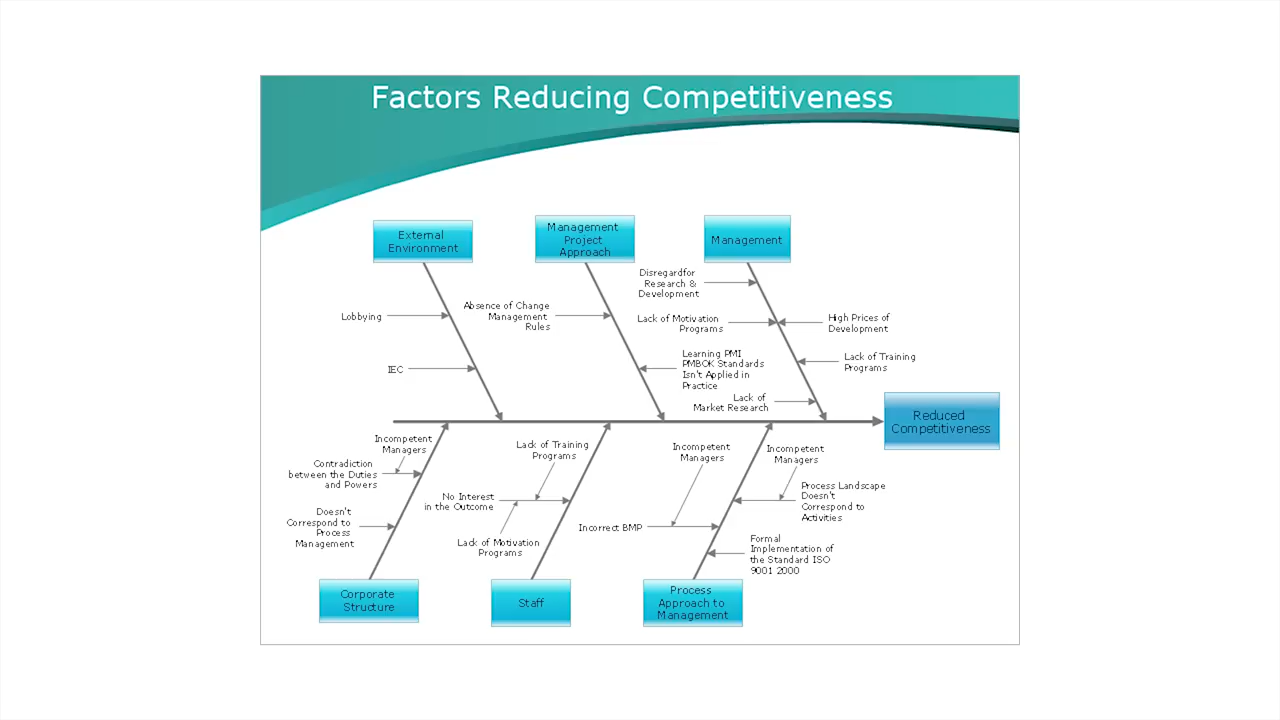 Factors Reducing Competitiveness
External
Environment
Management
Project
Approach
Management
Disregardfor
Research &
Development
Absence of Change
Management
Rules
Lobbying
Lack of Motivation
Programs
High Prices of
Development
IEC
Learning PMI
PMBOK Standards
Isn't Applied in
Practice
Lack of Training
Programs
Lack of
Market Research
Reduced
Competitiveness
Incompetent
Managers
Contradiction
between the Duties
and Powers
Doesn't
Correspond to
Process
Management
Lack of Training
Programs
No Interest
in the Outcome
Lack of Motivation
Programs
Incompetent
Managers
Incorrect BMP
Incompetent
Managers
Process Landscape
Doesn't
Correspond to
Activities
Formal
Implementation of
the Standard ISO
9001 2000
Corporate
Structure
Staff
Process
Approach to
Management